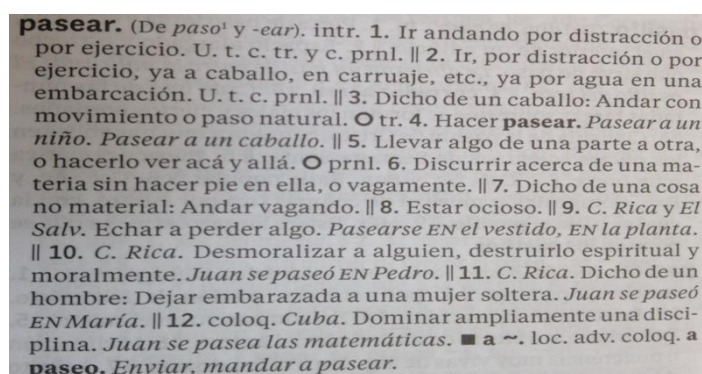 pasear. (De paso¹ y -ear). intr. 1. Ir andando por distracción o
por ejercicio. U. t. c. tr. y c. prnl. || 2. Ir, por distracción o por
ejercicio, ya a caballo, en carruaje, etc., ya por agua en una
embarcación. U. t. c. prnl. || 3. Dicho de un caballo: Andar con
movimiento o paso natural. O tr. 4. Hacer pasear. Pasear a un
niño. Pasear a un caballo. || 5. Llevar algo de una parte a otra,
o hacerlo ver acá y allá. O prnl. 6. Discurrir acerca de una ma-
teria sin hacer pie en ella, o vagamente. || 7. Dicho de una cosa
no material: Andar vagando. || 8. Estar ocioso. || 9. C. Rica y El
Salv. Echar a perder algo. Pasearse EN el vestido, EN la planta.
|| 10. C. Rica. Desmoralizar a alguien, destruirlo espiritual y
moralmente. Juan se paseó EN Pedro. || 11. C. Rica. Dicho de un
hombre: Dejar embarazada a una mujer soltera. Juan se paseó
EN María. || 12. coloq. Cuba. Dominar ampliamente una disci-
plina. Juan se pasea las matemáticas. ■ a ~. loc. adv. coloq. a
paseo. Enviar, mandar a pasear.